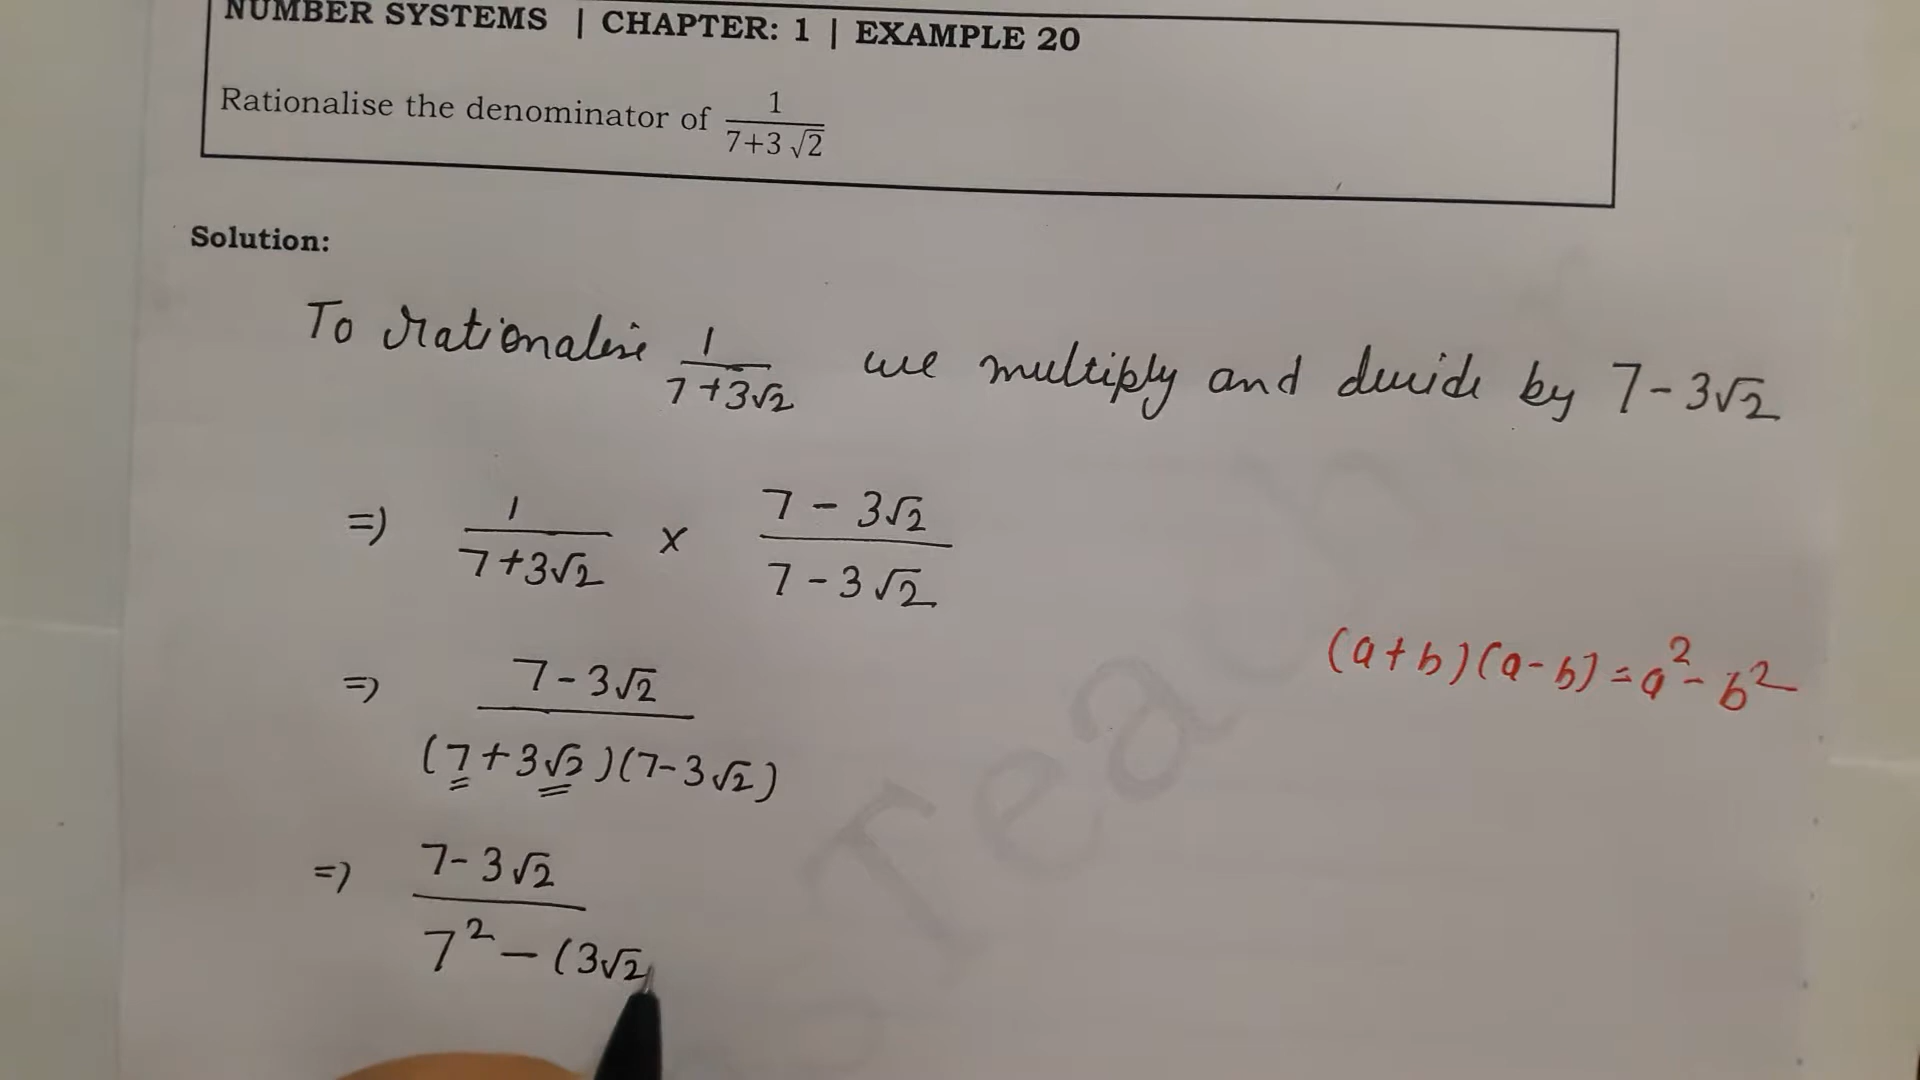 NUMBER SYSTEMS | CHAPTER: 1 | EXAMPLE 20
Rationalise the denominator of 1/(7+3√2)
Solution:
To rationalise 1/(7+3√2) we multiply and divide by 7-3√2
=) 1/(7+3√2) x (7-3√2)/(7-3√2)
(a+b)(a-b)=a²-b²
=) (7-3√2)/((7+3√2)(7-3√2))
=) (7-3√2)/(7²-(3√2
Teach